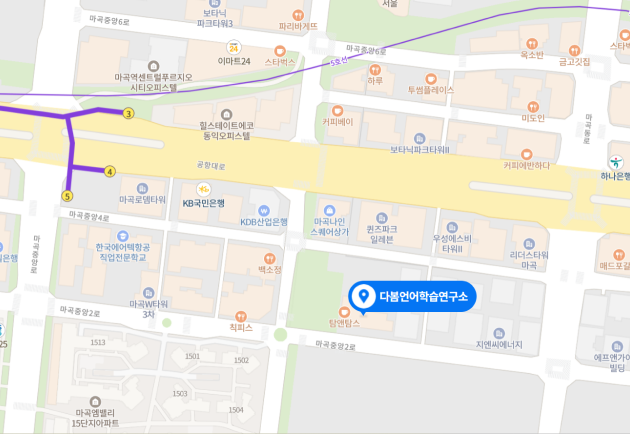 마곡중앙6로
보타닉
파크타워3
파리바게뜨
서울
이마트24
스타벅스
마곡중앙6로
5호선
옥소반
금고깃집
마곡역센트럴푸르지오
시티오피스텔
하루
투썸플레이스
3
힐스테이트에코
동익오피스텔
커피베이
미도인
마곡동로
공항대로
보타닉파크타워II
커피에반하다
하나은행
4
5
마곡로뎀타워
KB국민은행
마곡중앙4로
KDB산업은행
마곡나인
스퀘어상가
퀸즈파크
일레븐
우성에스비
타워II
리더스타워
마곡
매드포갈
한국에어텍항공
직업전문학교
마곡중앙로
백소정
다봄언어학습연구소
마곡W타워
3차
마곡중앙2로
칙피스
탐앤탐스
마곡중앙2로
지엔씨에너지
에프앤가이
빌딩
25
1513
1501
1502
1503
1504
마곡엠밸리
15단지아파트